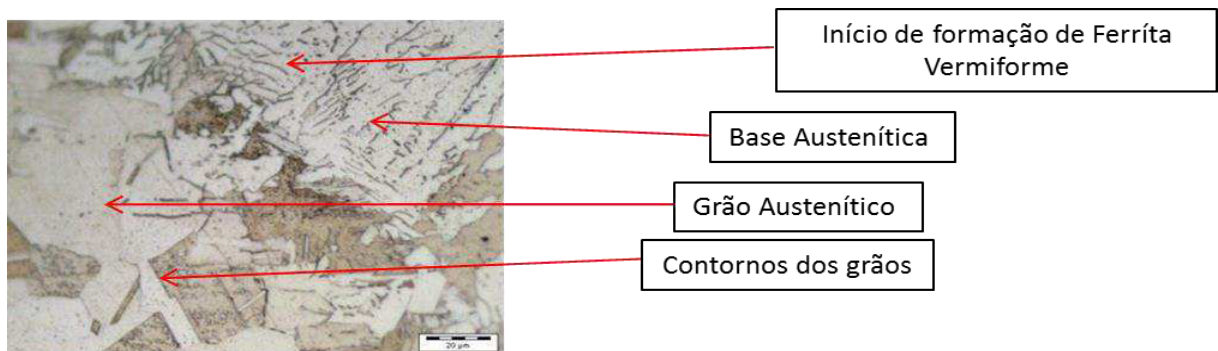 Início de formação de Ferríta
Vermiforme
Base Austenítica
Grão Austenítico
Contornos dos grãos
20 µm